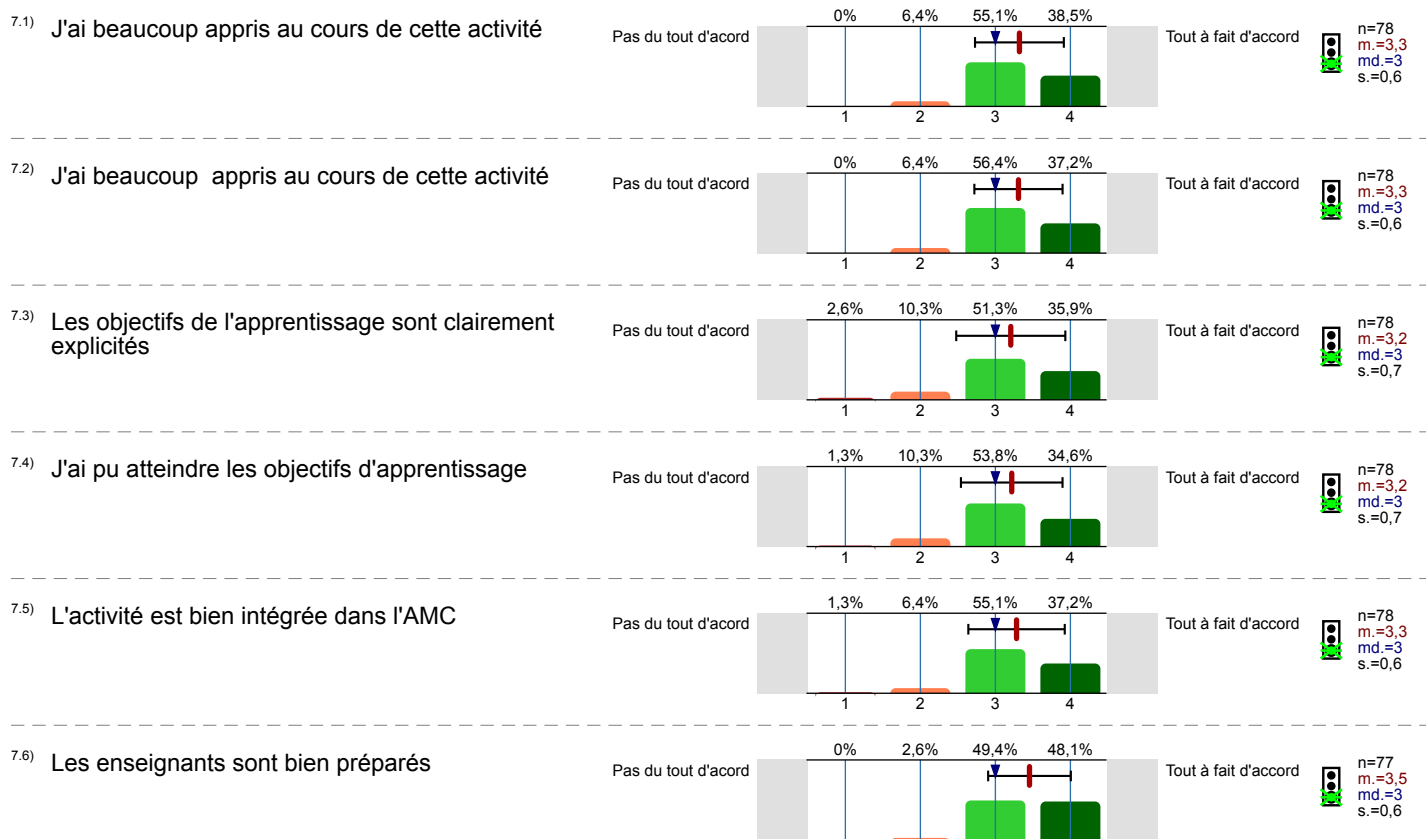 7.1) J'ai beaucoup appris au cours de cette activité
Pas du tout d'acord
0% 6,4% 55,1% 38,5%
1 2 3 4
Tout à fait d'accord
n=78
m.=3,3
md.=3
s.=0,6
7.2) J'ai beaucoup  appris au cours de cette activité
Pas du tout d'acord
0% 6,4% 56,4% 37,2%
1 2 3 4
Tout à fait d'accord
n=78
m.=3,3
md.=3
s.=0,6
7.3) Les objectifs de l'apprentissage sont clairement
explicités
Pas du tout d'acord
2,6% 10,3% 51,3% 35,9%
1 2 3 4
Tout à fait d'accord
n=78
m.=3,2
md.=3
s.=0,7
7.4) J'ai pu atteindre les objectifs d'apprentissage
Pas du tout d'acord
1,3% 10,3% 53,8% 34,6%
1 2 3 4
Tout à fait d'accord
n=78
m.=3,2
md.=3
s.=0,7
7.5) L'activité est bien intégrée dans l'AMC
Pas du tout d'acord
1,3% 6,4% 55,1% 37,2%
1 2 3 4
Tout à fait d'accord
n=78
m.=3,3
md.=3
s.=0,6
7.6) Les enseignants sont bien préparés
Pas du tout d'acord
0% 2,6% 49,4% 48,1%
Tout à fait d'accord
n=77
m.=3,5
md.=3
s.=0,6